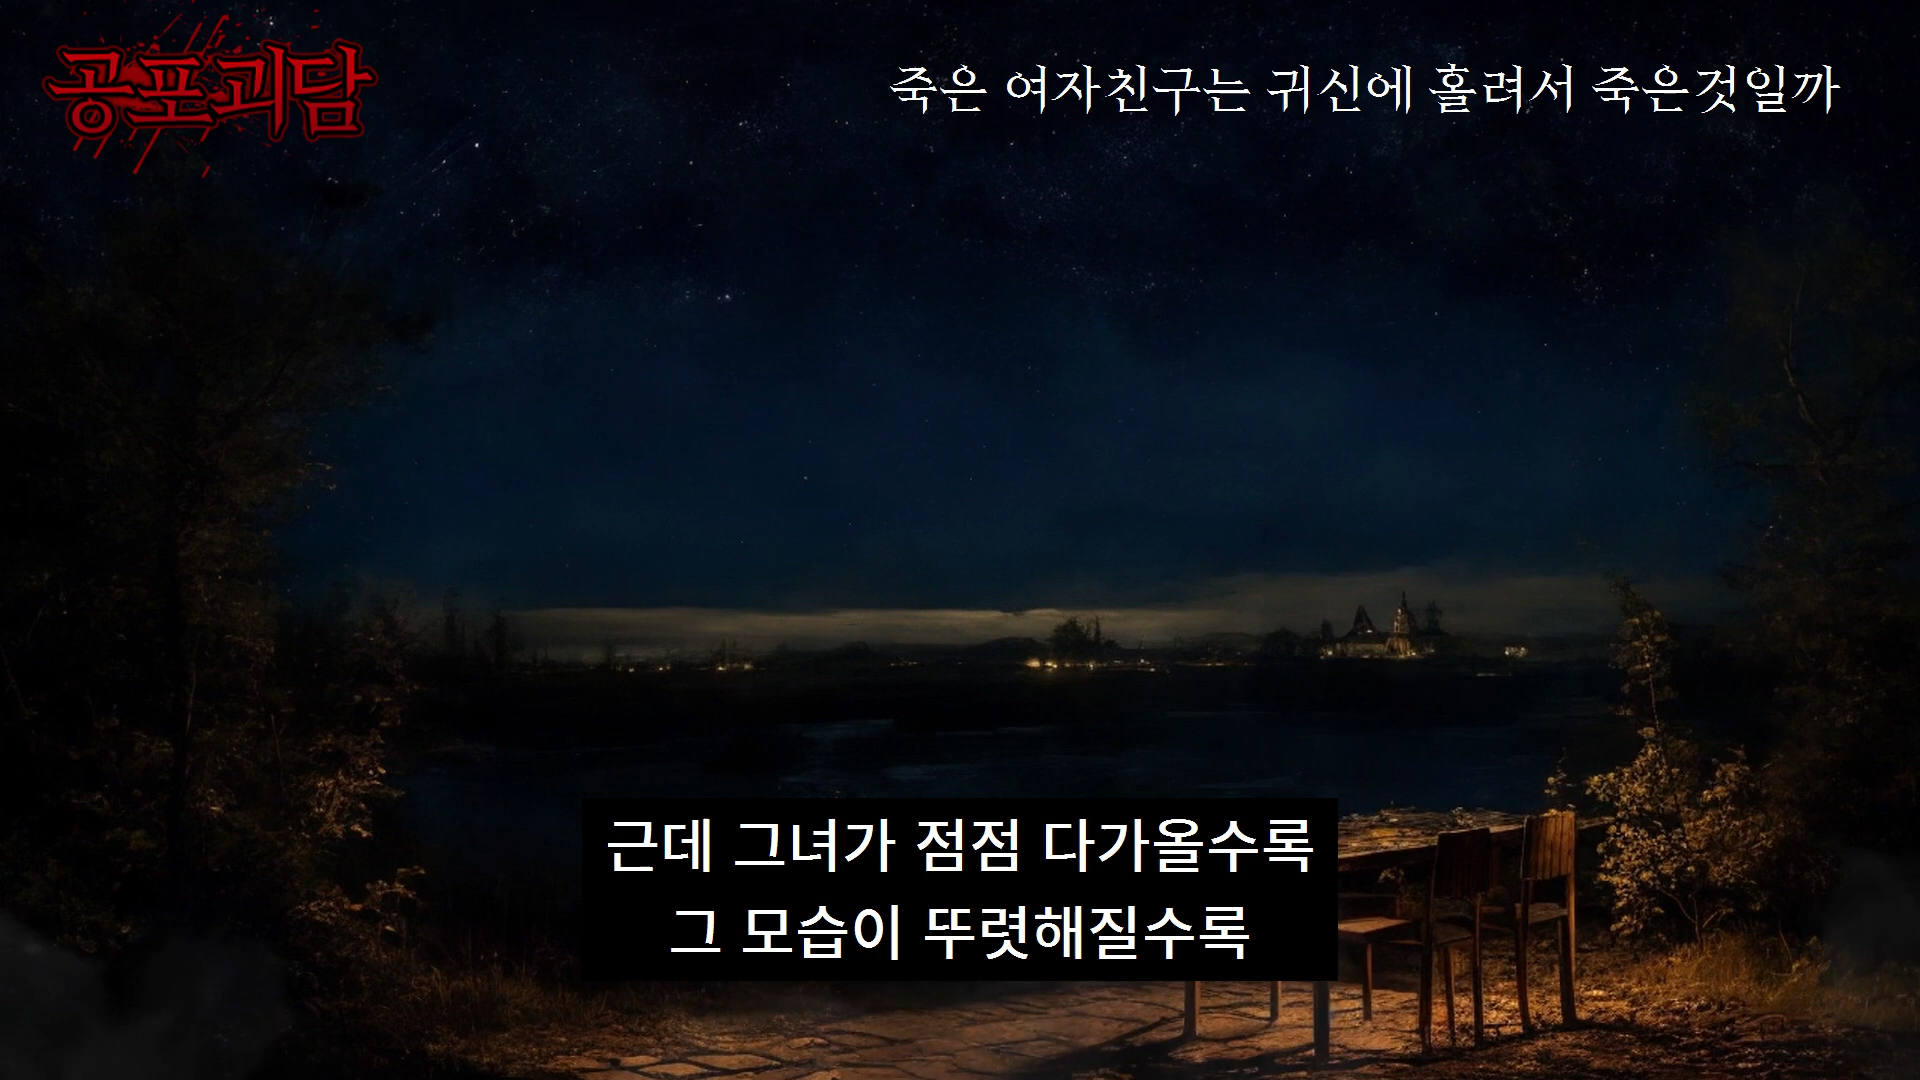 공포괴담
죽은 여자친구는 귀신에 홀려서 죽은것일까
근데 그녀가 점점 다가올수록
그 모습이 뚜렷해질수록